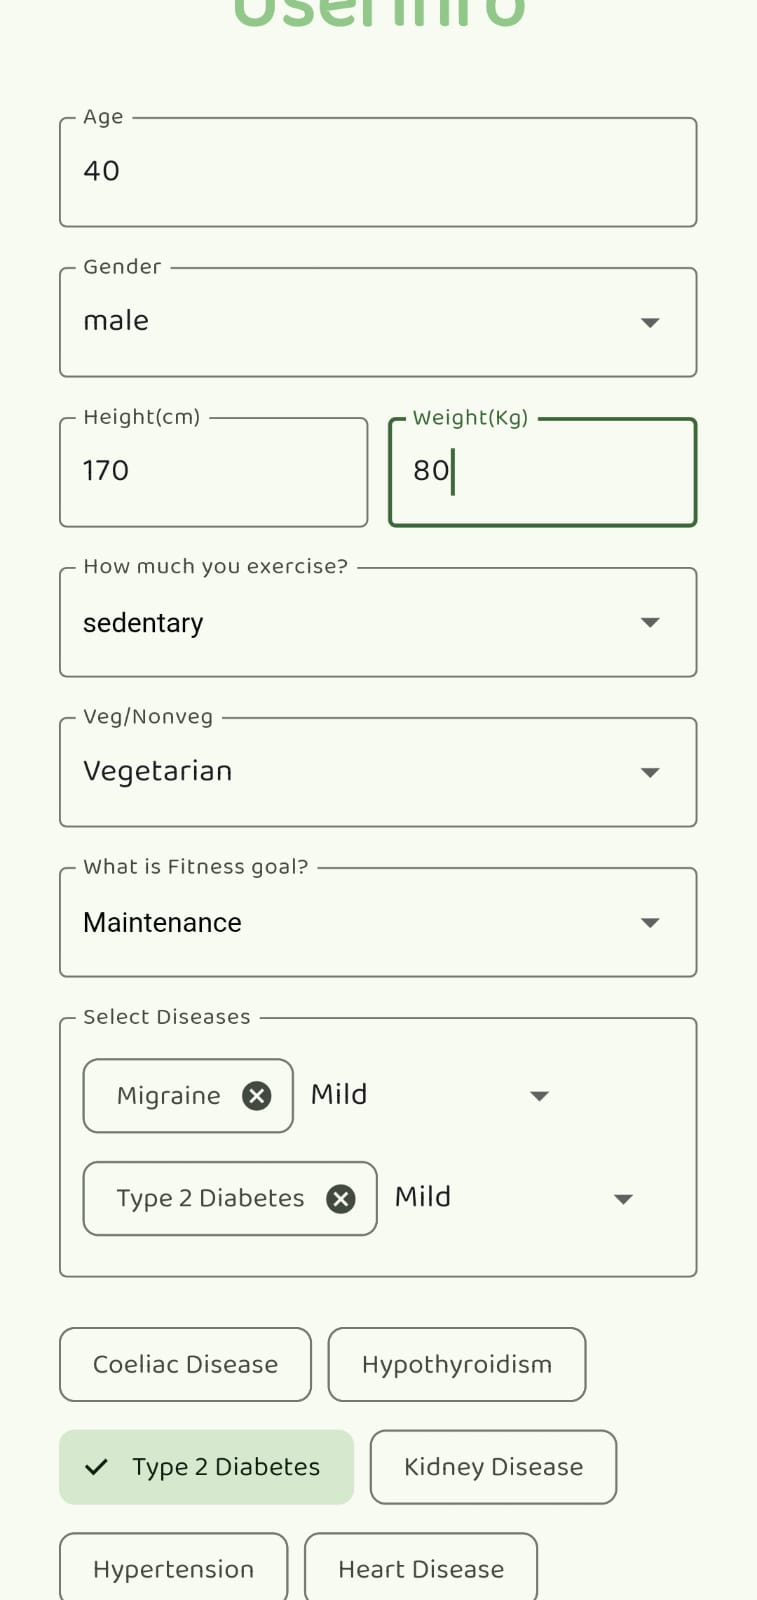 User Info
Age
40
Gender
male
Height(cm) Weight(Kg)
170 80
How much you exercise?
sedentary
Veg/Nonveg
Vegetarian
What is Fitness goal?
Maintenance
Select Diseases
Migraine Mild
Type 2 Diabetes Mild
Coeliac Disease Hypothyroidism
Type 2 Diabetes Kidney Disease
Hypertension Heart Disease